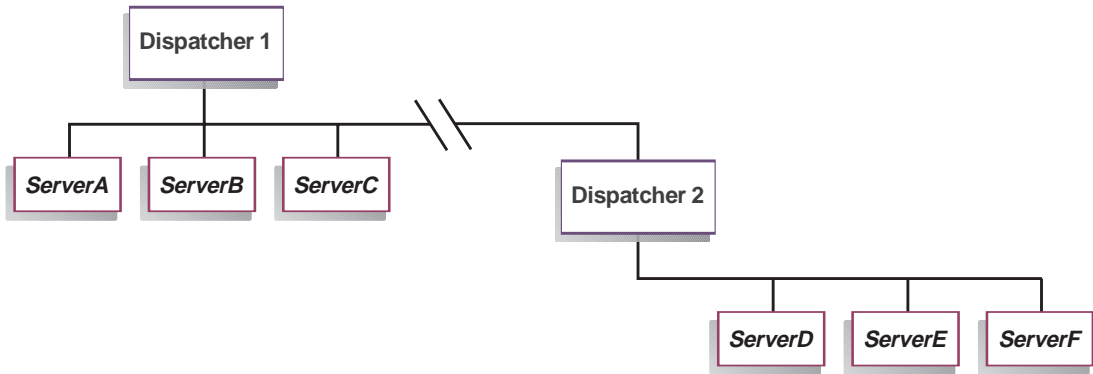 Dispatcher 1
ServerA
ServerB
ServerC
Dispatcher 2
ServerD
ServerE
ServerF